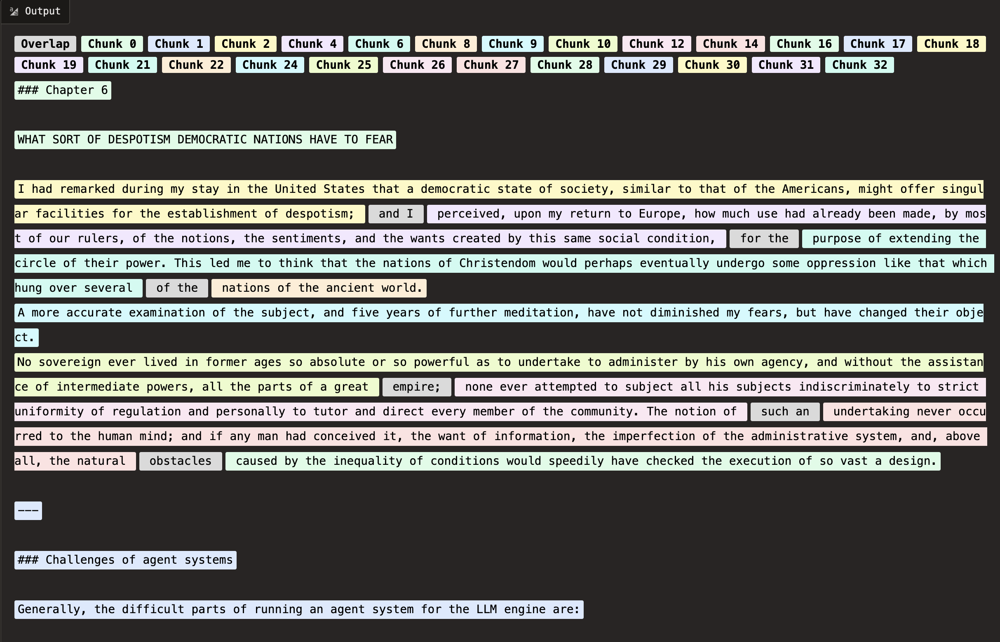 Output
Overlap Chunk 0 Chunk 1 Chunk 2 Chunk 4 Chunk 6 Chunk 8 Chunk 9 Chunk 10 Chunk 12 Chunk 14 Chunk 16 Chunk 17 Chunk 18
Chunk 19 Chunk 21 Chunk 22 Chunk 24 Chunk 25 Chunk 26 Chunk 27 Chunk 28 Chunk 29 Chunk 30 Chunk 31 Chunk 32
### Chapter 6
WHAT SORT OF DESPOTISM DEMOCRATIC NATIONS HAVE TO FEAR
I had remarked during my stay in the United States that a democratic state of society, similar to that of the Americans, might offer singul
ar facilities for the establishment of despotism; and I perceived, upon my return to Europe, how much use had already been made, by mos
t of our rulers, of the notions, the sentiments, and the wants created by this same social condition, for the purpose of extending the
circle of their power. This led me to think that the nations of Christendom would perhaps eventually undergo some oppression like that which
hung over several of the nations of the ancient world.
A more accurate examination of the subject, and five years of further meditation, have not diminished my fears, but have changed their obje
ct.
No sovereign ever lived in former ages so absolute or so powerful as to undertake to administer by his own agency, and without the assistan
ce of intermediate powers, all the parts of a great empire; none ever attempted to subject all his subjects indiscriminately to strict
uniformity of regulation and personally to tutor and direct every member of the community. The notion of such an undertaking never occu
rred to the human mind; and if any man had conceived it, the want of information, the imperfection of the administrative system, and, above
all, the natural obstacles caused by the inequality of conditions would speedily have checked the execution of so vast a design.
---
### Challenges of agent systems
Generally, the difficult parts of running an agent system for the LLM engine are: